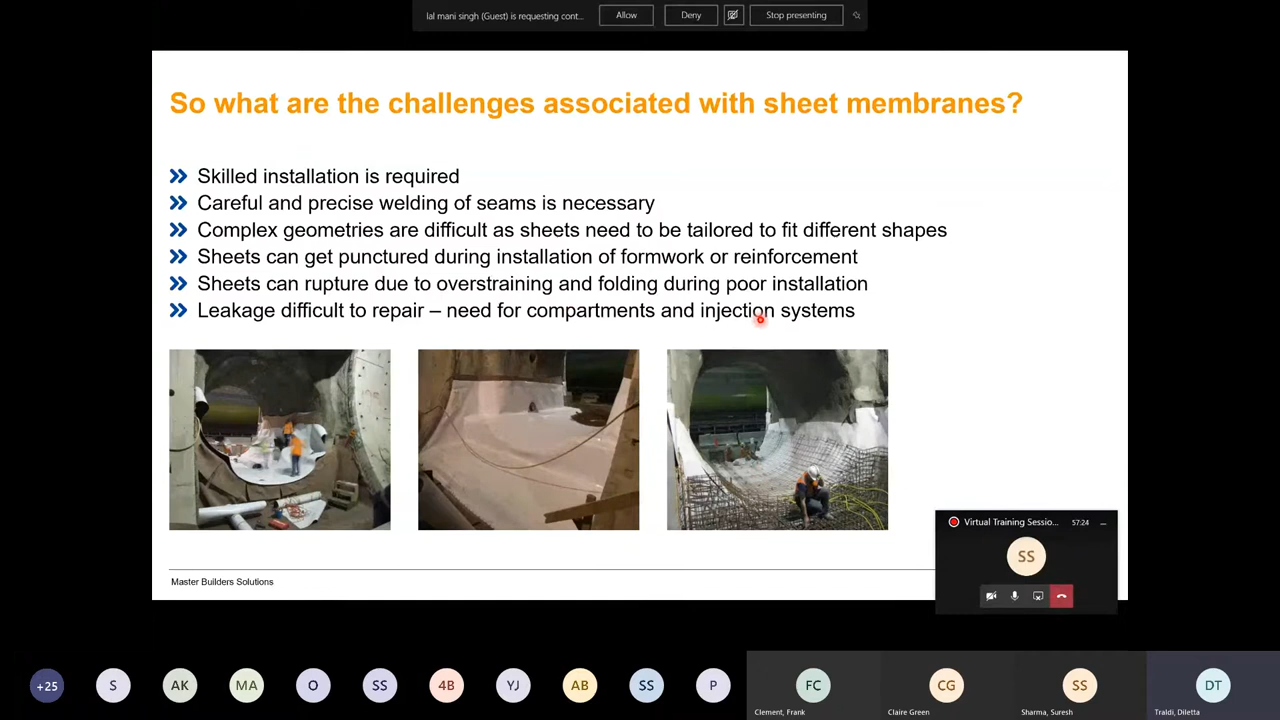 lal mani singh (Guest) is requesting cont...
Allow
Deny
Stop presenting
So what are the challenges associated with sheet membranes?
Skilled installation is required
Careful and precise welding of seams is necessary
Complex geometries are difficult as sheets need to be tailored to fit different shapes
Sheets can get punctured during installation of formwork or reinforcement
Sheets can rupture due to overstraining and folding during poor installation
Leakage difficult to repair – need for compartments and injection systems
Master Builders Solutions
Virtual Training Sessio...
57:24
SS
+25
S
AK
MA
O
SS
4B
YJ
AB
SS
P
FC
CG
SS
DT
Clement, Frank
Claire Green
Sharma, Suresh
Traldi, Diletta